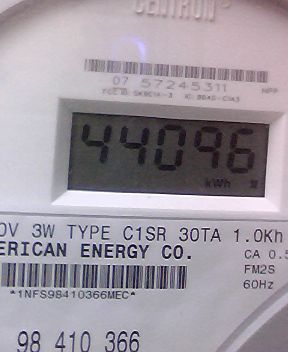 CENTRON
07 57245311
44096
kWh
0V 3W TYPE C1SR 30TA 1.0Kh
ERICAN ENERGY CO.
CA 0.5
*1NFS98410366MEC*
FM2S
60Hz
98 410 366